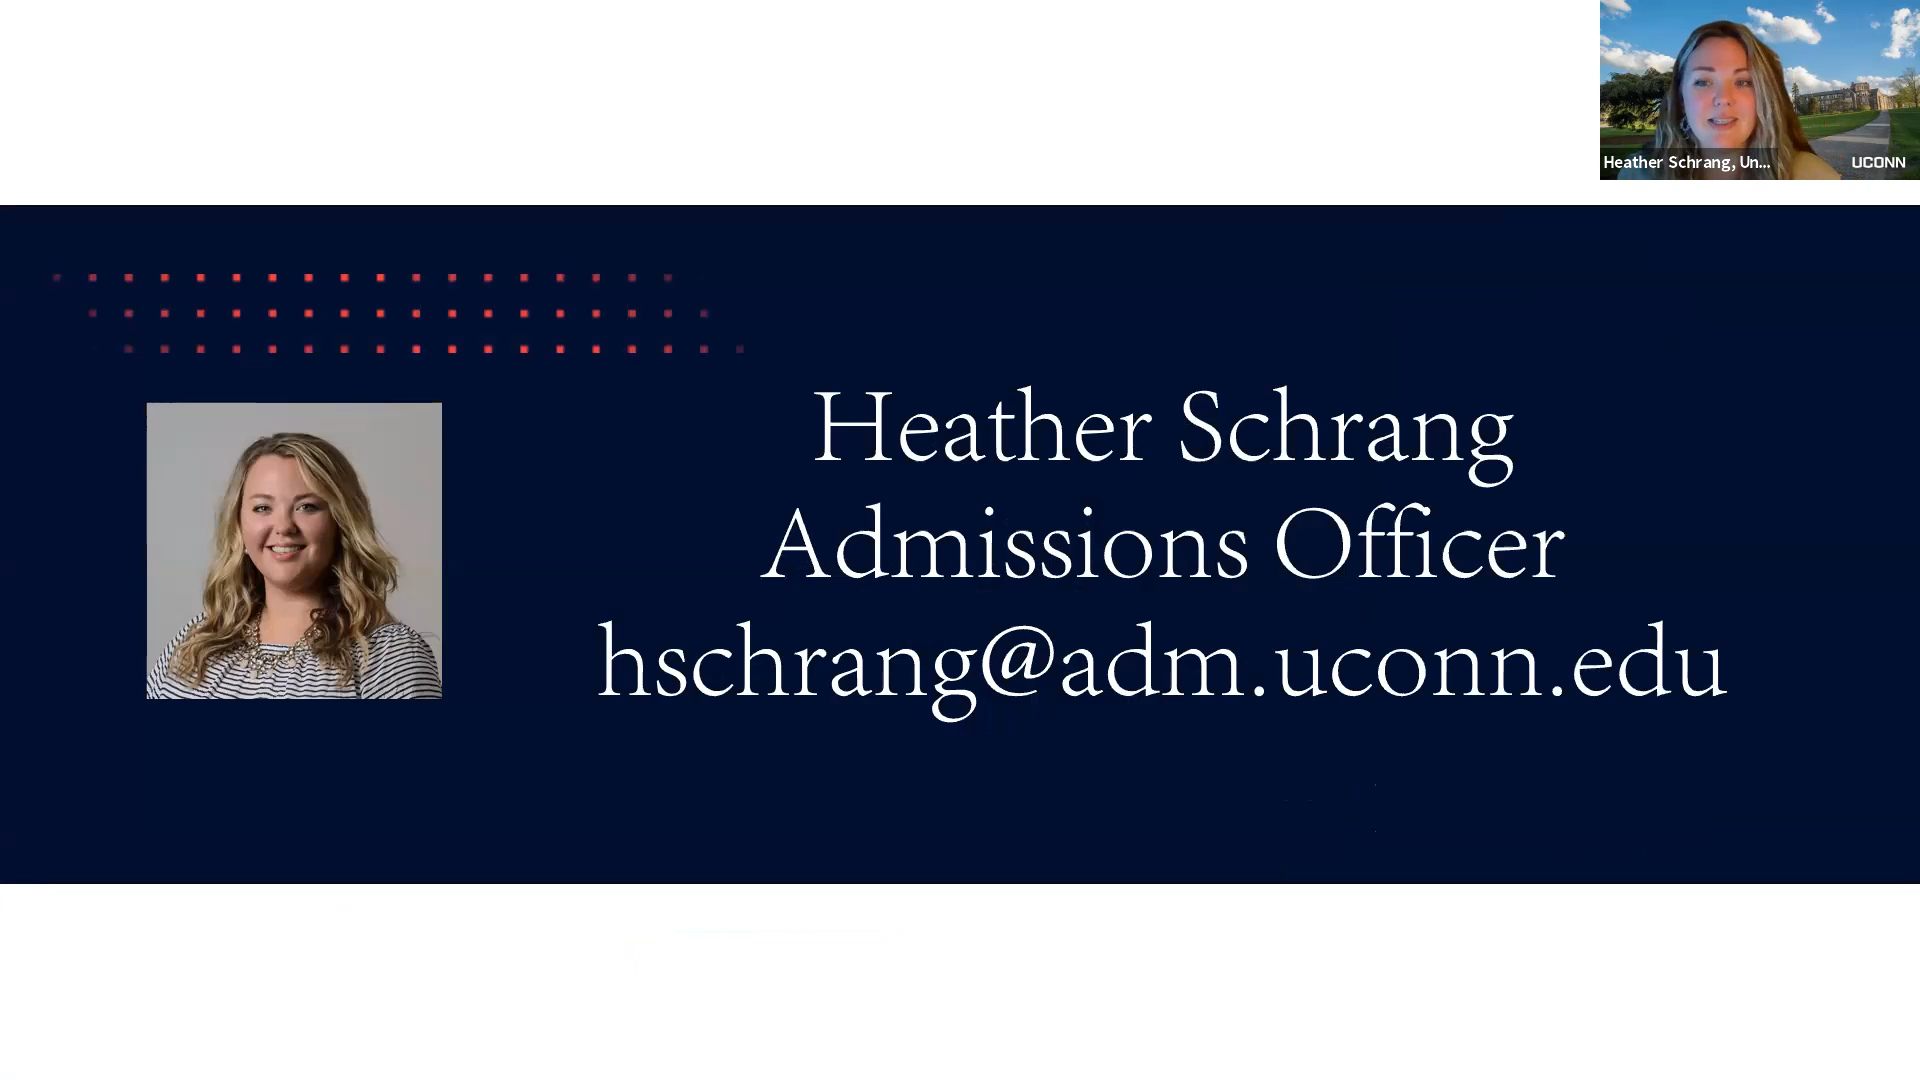 Heather Schrang, Un...
UCONN
Heather Schrang
Admissions Officer
hschrang@adm.uconn.edu